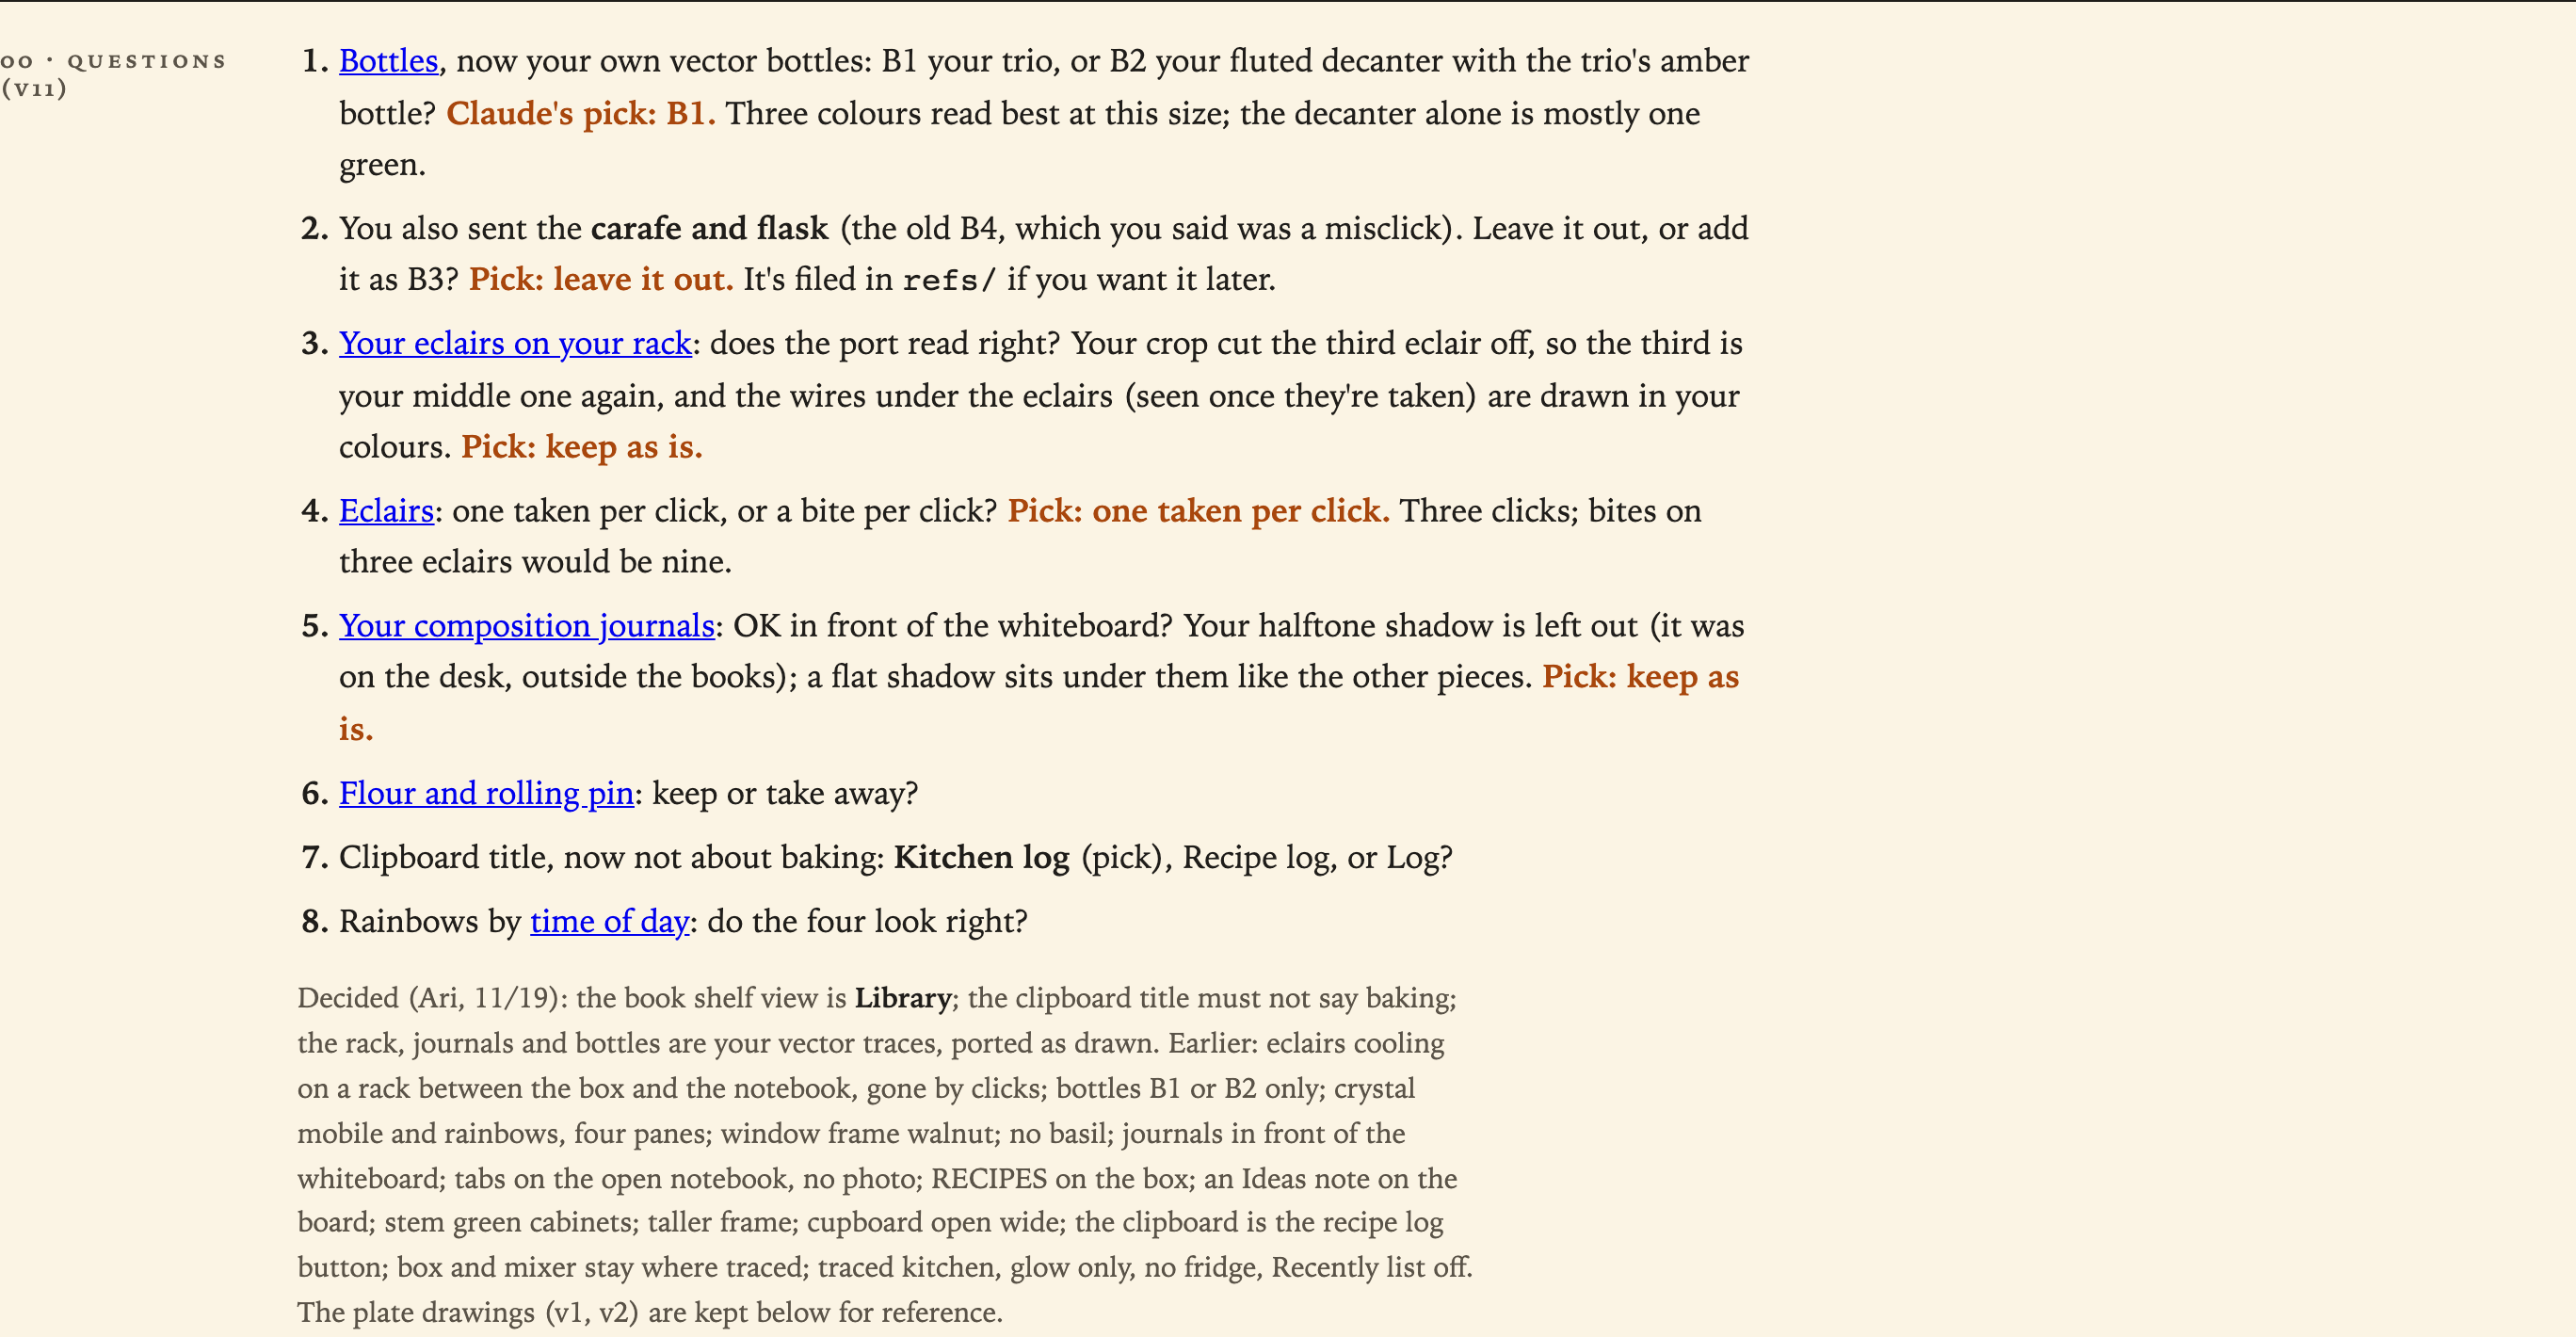 00 · QUESTIONS
(V11)
1. Bottles, now your own vector bottles: B1 your trio, or B2 your fluted decanter with the trio's amber
bottle? Claude's pick: B1. Three colours read best at this size; the decanter alone is mostly one
green.
2. You also sent the carafe and flask (the old B4, which you said was a misclick). Leave it out, or add
it as B3? Pick: leave it out. It's filed in refs/ if you want it later.
3. Your eclairs on your rack: does the port read right? Your crop cut the third eclair off, so the third is
your middle one again, and the wires under the eclairs (seen once they're taken) are drawn in your
colours. Pick: keep as is.
4. Eclairs: one taken per click, or a bite per click? Pick: one taken per click. Three clicks; bites on
three eclairs would be nine.
5. Your composition journals: OK in front of the whiteboard? Your halftone shadow is left out (it was
on the desk, outside the books); a flat shadow sits under them like the other pieces. Pick: keep as
is.
6. Flour and rolling pin: keep or take away?
7. Clipboard title, now not about baking: Kitchen log (pick), Recipe log, or Log?
8. Rainbows by time of day: do the four look right?
Decided (Ari, 11/19): the book shelf view is Library; the clipboard title must not say baking;
the rack, journals and bottles are your vector traces, ported as drawn. Earlier: eclairs cooling
on a rack between the box and the notebook, gone by clicks; bottles B1 or B2 only; crystal
mobile and rainbows, four panes; window frame walnut; no basil; journals in front of the
whiteboard; tabs on the open notebook, no photo; RECIPES on the box; an Ideas note on the
board; stem green cabinets; taller frame; cupboard open wide; the clipboard is the recipe log
button; box and mixer stay where traced; traced kitchen, glow only, no fridge, Recently list off.
The plate drawings (v1, v2) are kept below for reference.